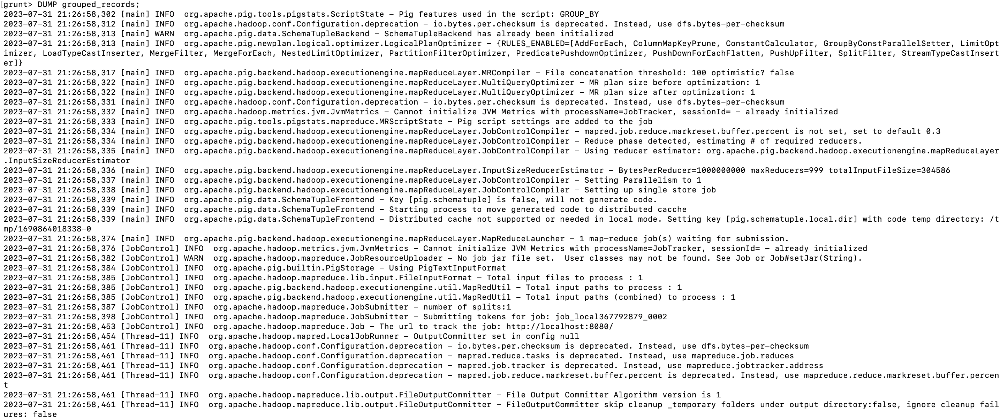 [grunt> DUMP grouped_records;
2023-07-31 21:26:58,302 [main] INFO  org.apache.pig.tools.pigstats.ScriptState - Pig features used in the script: GROUP_BY
2023-07-31 21:26:58,312 [main] INFO  org.apache.hadoop.conf.Configuration.deprecation - io.bytes.per.checksum is deprecated. Instead, use dfs.bytes-per-checksum
2023-07-31 21:26:58,313 [main] WARN  org.apache.pig.data.SchemaTupleBackend - SchemaTupleBackend has already been initialized
2023-07-31 21:26:58,313 [main] INFO  org.apache.pig.newplan.logical.optimizer.LogicalPlanOptimizer - {RULES_ENABLED=[AddForEach, ColumnMapKeyPrune, ConstantCalculator, GroupByConstParallelSetter, LimitOpt
imizer, LoadTypeCastInserter, MergeFilter, MergeForEach, NestedLimitOptimizer, PartitionFilterOptimizer, PredicatePushdownOptimizer, PushDownForEachFlatten, PushUpFilter, SplitFilter, StreamTypeCastInsert
er]}
2023-07-31 21:26:58,317 [main] INFO  org.apache.pig.backend.hadoop.executionengine.mapReduceLayer.MRCompiler - File concatenation threshold: 100 optimistic? false
2023-07-31 21:26:58,322 [main] INFO  org.apache.pig.backend.hadoop.executionengine.mapReduceLayer.MultiQueryOptimizer - MR plan size before optimization: 1
2023-07-31 21:26:58,322 [main] INFO  org.apache.pig.backend.hadoop.executionengine.mapReduceLayer.MultiQueryOptimizer - MR plan size after optimization: 1
2023-07-31 21:26:58,331 [main] INFO  org.apache.hadoop.conf.Configuration.deprecation - io.bytes.per.checksum is deprecated. Instead, use dfs.bytes-per-checksum
2023-07-31 21:26:58,332 [main] INFO  org.apache.hadoop.metrics.jvm.JvmMetrics - Cannot initialize JVM Metrics with processName=JobTracker, sessionId= - already initialized
2023-07-31 21:26:58,333 [main] INFO  org.apache.pig.tools.pigstats.mapreduce.MRScriptState - Pig script settings are added to the job
2023-07-31 21:26:58,334 [main] INFO  org.apache.pig.backend.hadoop.executionengine.mapReduceLayer.JobControlCompiler - mapred.job.reduce.markreset.buffer.percent is not set, set to default 0.3
2023-07-31 21:26:58,334 [main] INFO  org.apache.pig.backend.hadoop.executionengine.mapReduceLayer.JobControlCompiler - Reduce phase detected, estimating # of required reducers.
2023-07-31 21:26:58,335 [main] INFO  org.apache.pig.backend.hadoop.executionengine.mapReduceLayer.JobControlCompiler - Using reducer estimator: org.apache.pig.backend.hadoop.executionengine.mapReduceLayer
.InputSizeReducerEstimator
2023-07-31 21:26:58,336 [main] INFO  org.apache.pig.backend.hadoop.executionengine.mapReduceLayer.InputSizeReducerEstimator - BytesPerReducer=1000000000 maxReducers=999 totalInputFileSize=304586
2023-07-31 21:26:58,337 [main] INFO  org.apache.pig.backend.hadoop.executionengine.mapReduceLayer.JobControlCompiler - Setting Parallelism to 1
2023-07-31 21:26:58,338 [main] INFO  org.apache.pig.backend.hadoop.executionengine.mapReduceLayer.JobControlCompiler - Setting up single store job
2023-07-31 21:26:58,339 [main] INFO  org.apache.pig.data.SchemaTupleFrontend - Key [pig.schematuple] is false, will not generate code.
2023-07-31 21:26:58,339 [main] INFO  org.apache.pig.data.SchemaTupleFrontend - Starting process to move generated code to distributed cacche
2023-07-31 21:26:58,339 [main] INFO  org.apache.pig.data.SchemaTupleFrontend - Distributed cache not supported or needed in local mode. Setting key [pig.schematuple.local.dir] with code temp directory: /t
mp/1690864018338-0
2023-07-31 21:26:58,374 [main] INFO  org.apache.pig.backend.hadoop.executionengine.mapReduceLayer.MapReduceLauncher - 1 map-reduce job(s) waiting for submission.
2023-07-31 21:26:58,376 [JobControl] INFO  org.apache.hadoop.metrics.jvm.JvmMetrics - Cannot initialize JVM Metrics with processName=JobTracker, sessionId= - already initialized
2023-07-31 21:26:58,382 [JobControl] WARN  org.apache.hadoop.mapreduce.JobResourceUploader - No job jar file set.  User classes may not be found. See Job or Job#setJar(String).
2023-07-31 21:26:58,384 [JobControl] INFO  org.apache.pig.builtin.PigStorage - Using PigTextInputFormat
2023-07-31 21:26:58,385 [JobControl] INFO  org.apache.hadoop.mapreduce.lib.input.FileInputFormat - Total input files to process : 1
2023-07-31 21:26:58,385 [JobControl] INFO  org.apache.pig.backend.hadoop.executionengine.util.MapRedUtil - Total input paths to process : 1
2023-07-31 21:26:58,385 [JobControl] INFO  org.apache.pig.backend.hadoop.executionengine.util.MapRedUtil - Total input paths (combined) to process : 1
2023-07-31 21:26:58,387 [JobControl] INFO  org.apache.hadoop.mapreduce.JobSubmitter - number of splits:1
2023-07-31 21:26:58,398 [JobControl] INFO  org.apache.hadoop.mapreduce.JobSubmitter - Submitting tokens for job: job_local367792879_0002
2023-07-31 21:26:58,453 [JobControl] INFO  org.apache.hadoop.mapreduce.Job - The url to track the job: http://localhost:8080/
2023-07-31 21:26:58,454 [Thread-11] INFO  org.apache.hadoop.mapred.LocalJobRunner - OutputCommitter set in config null
2023-07-31 21:26:58,461 [Thread-11] INFO  org.apache.hadoop.conf.Configuration.deprecation - io.bytes.per.checksum is deprecated. Instead, use dfs.bytes-per-checksum
2023-07-31 21:26:58,461 [Thread-11] INFO  org.apache.hadoop.conf.Configuration.deprecation - mapred.reduce.tasks is deprecated. Instead, use mapreduce.job.reduces
2023-07-31 21:26:58,461 [Thread-11] INFO  org.apache.hadoop.conf.Configuration.deprecation - mapred.job.tracker is deprecated. Instead, use mapreduce.jobtracker.address
2023-07-31 21:26:58,461 [Thread-11] INFO  org.apache.hadoop.conf.Configuration.deprecation - mapred.job.reduce.markreset.buffer.percent is deprecated. Instead, use mapreduce.reduce.markreset.buffer.percen
t
2023-07-31 21:26:58,461 [Thread-11] INFO  org.apache.hadoop.mapreduce.lib.output.FileOutputCommitter - File Output Committer Algorithm version is 1
2023-07-31 21:26:58,461 [Thread-11] INFO  org.apache.hadoop.mapreduce.lib.output.FileOutputCommitter - FileOutputCommitter skip cleanup _temporary folders under output directory:false, ignore cleanup fail
ures: false